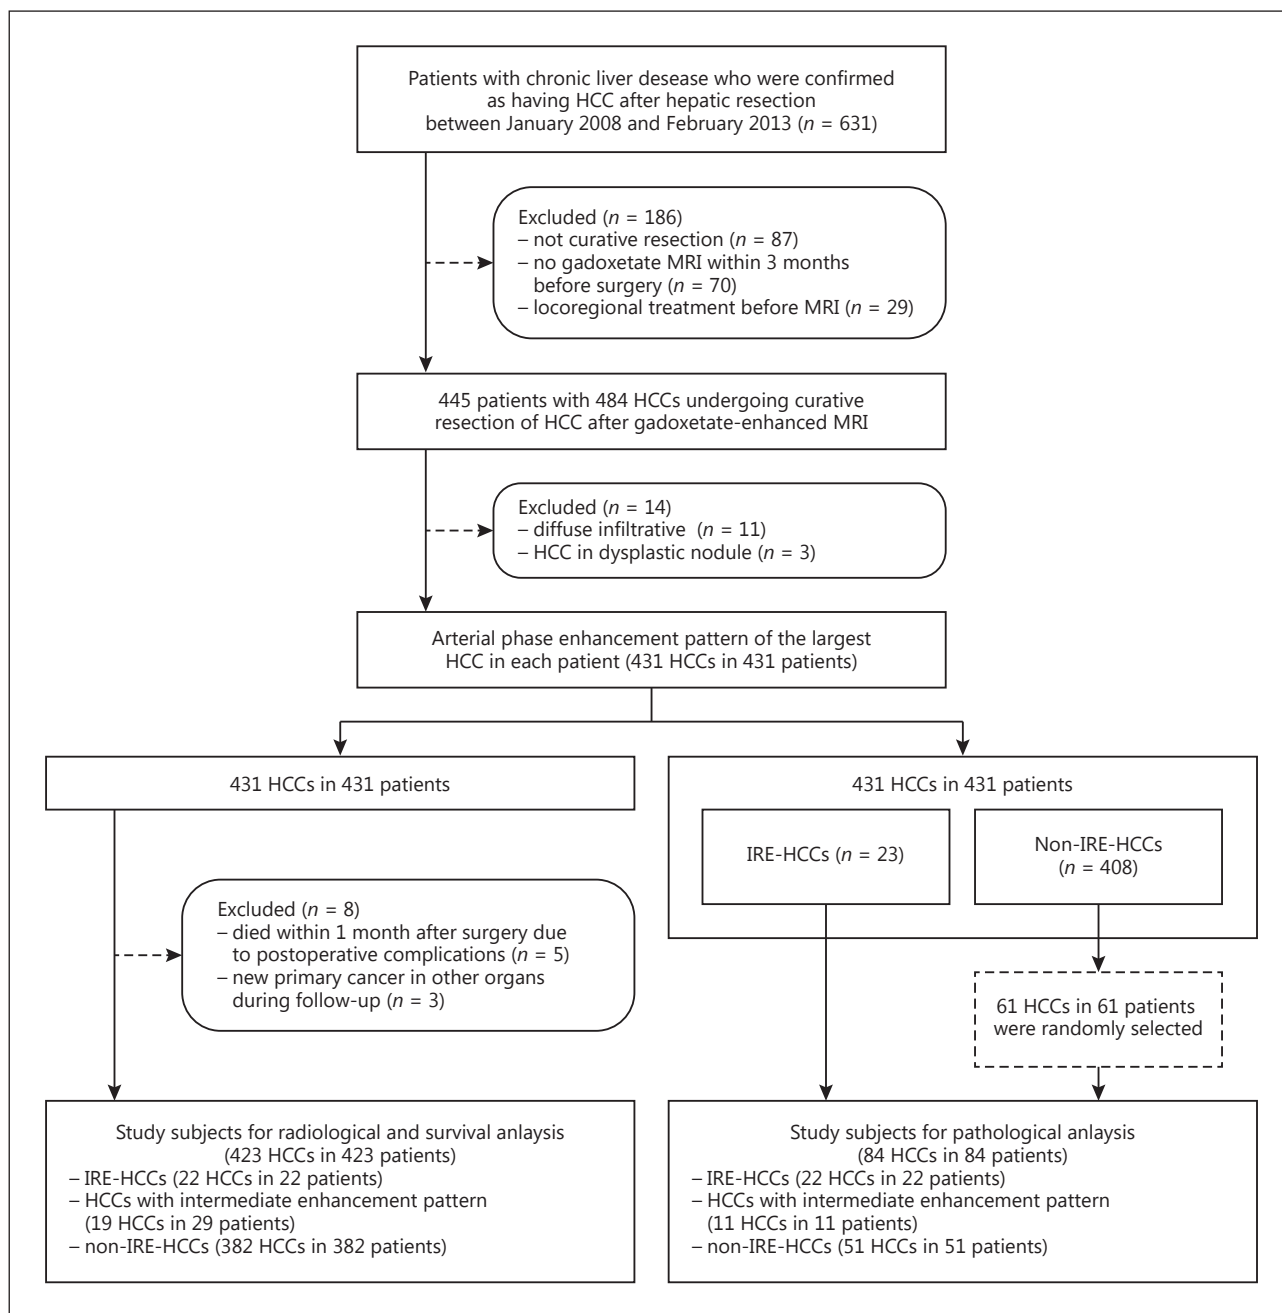 Patients with chronic liver desease who were confirmed
as having HCC after hepatic resection
between January 2008 and February 2013 (n = 631)
Excluded (n = 186)
– not curative resection (n = 87)
– no gadoxetate MRI within 3 months
before surgery (n = 70)
– locoregional treatment before MRI (n = 29)
445 patients with 484 HCCs undergoing curative
resection of HCC after gadoxetate-enhanced MRI
Excluded (n = 14)
– diffuse infiltrative (n = 11)
– HCC in dysplastic nodule (n = 3)
Arterial phase enhancement pattern of the largest
HCC in each patient (431 HCCs in 431 patients)
431 HCCs in 431 patients
Excluded (n = 8)
– died within 1 month after surgery due
to postoperative complications (n = 5)
– new primary cancer in other organs
during follow-up (n = 3)
Study subjects for radiological and survival anlaysis
(423 HCCs in 423 patients)
– IRE-HCCs (22 HCCs in 22 patients)
– HCCs with intermediate enhancement pattern
(19 HCCs in 29 patients)
– non-IRE-HCCs (382 HCCs in 382 patients)
431 HCCs in 431 patients
IRE-HCCs (n = 23)
Non-IRE-HCCs
(n = 408)
61 HCCs in 61 patients
were randomly selected
Study subjects for pathological anlaysis
(84 HCCs in 84 patients)
– IRE-HCCs (22 HCCs in 22 patients)
– HCCs with intermediate enhancement pattern
(11 HCCs in 11 patients)
– non-IRE-HCCs (51 HCCs in 51 patients)